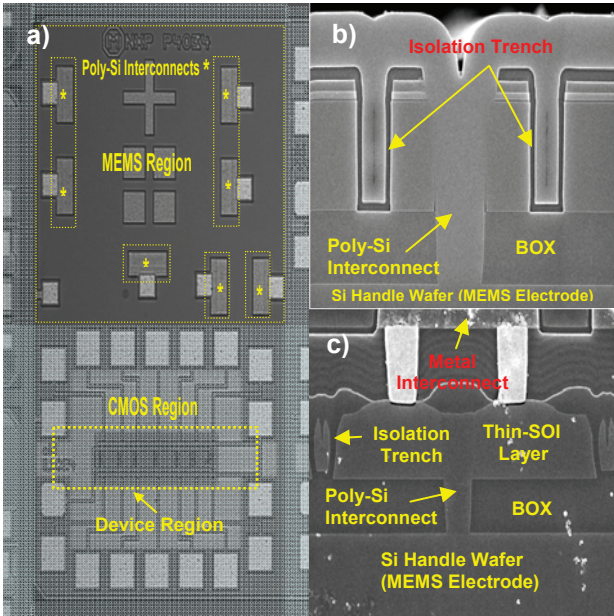 a)
KHP P4034
Poly-Si Interconnects *
*
*
*
*
MEMS Region
*
*
*
CMOS Region
Device Region
b)
Isolation Trench
Poly-Si
Interconnect
BOX
Si Handle Wafer (MEMS Electrode)
c)
Metal
Interconnect
Isolation
Trench
Thin-SOI
Layer
Poly-Si
Interconnect
BOX
Si Handle Wafer
(MEMS Electrode)